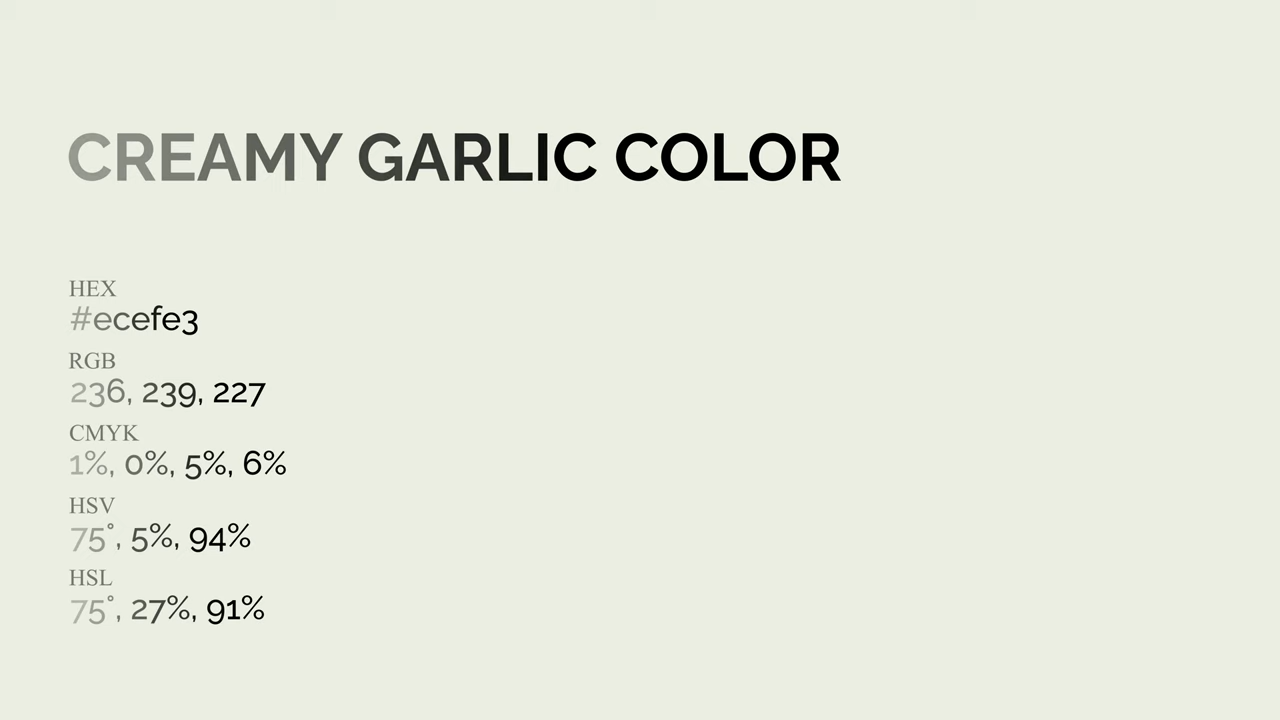 CREAMY GARLIC COLOR
HEX
#ecefe3
RGB
236, 239, 227
CMYK
1%, 0%, 5%, 6%
HSV
75°, 5%, 94%
HSL
75°, 27%, 91%